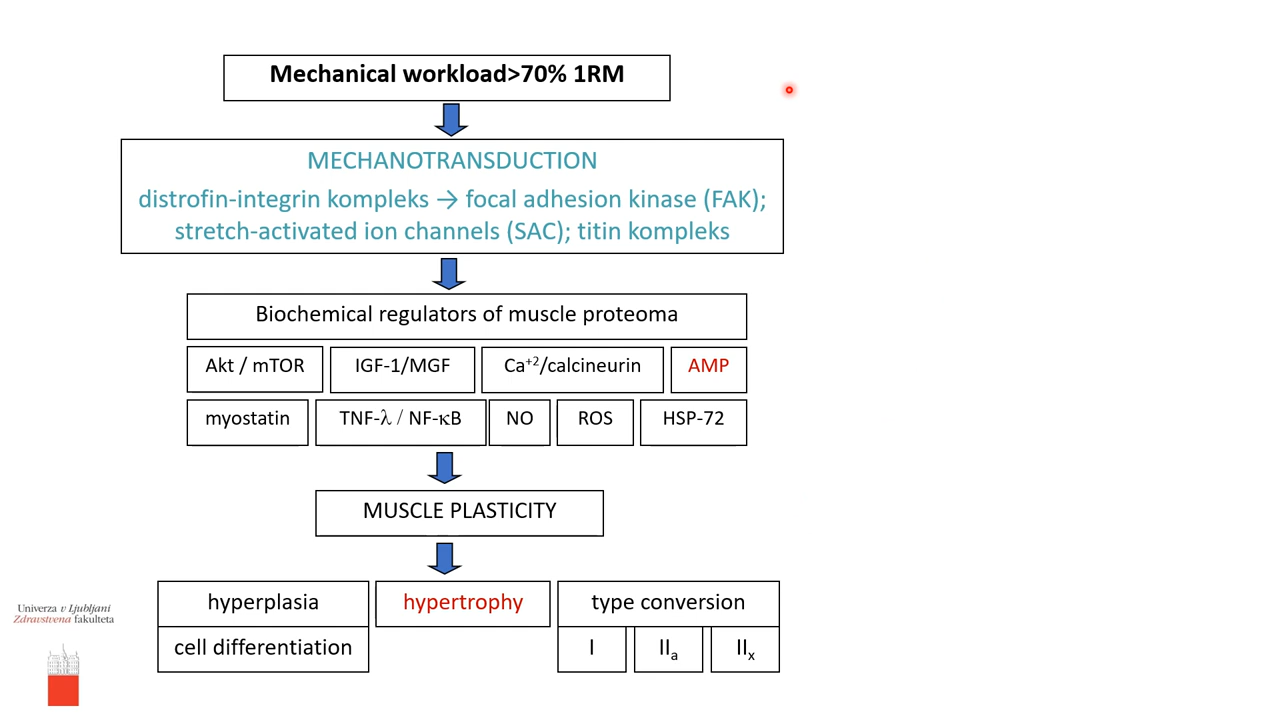 Mechanical workload>70% 1RM
MECHANOTRANSDUCTION
distrofin-integrin kompleks → focal adhesion kinase (FAK);
stretch-activated ion channels (SAC); titin kompleks
Biochemical regulators of muscle proteoma
Akt / mTOR IGF-1/MGF Ca⁺²/calcineurin AMP
myostatin TNF-λ / NF-κB NO ROS HSP-72
MUSCLE PLASTICITY
hyperplasia hypertrophy type conversion
cell differentiation I IIₐ IIₓ
Univerza v Ljubljani
Zdravstvena fakulteta